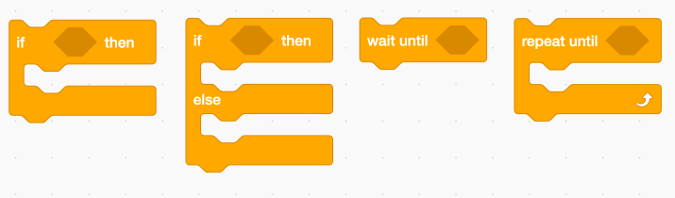 if then
if then
else
wait until
repeat until